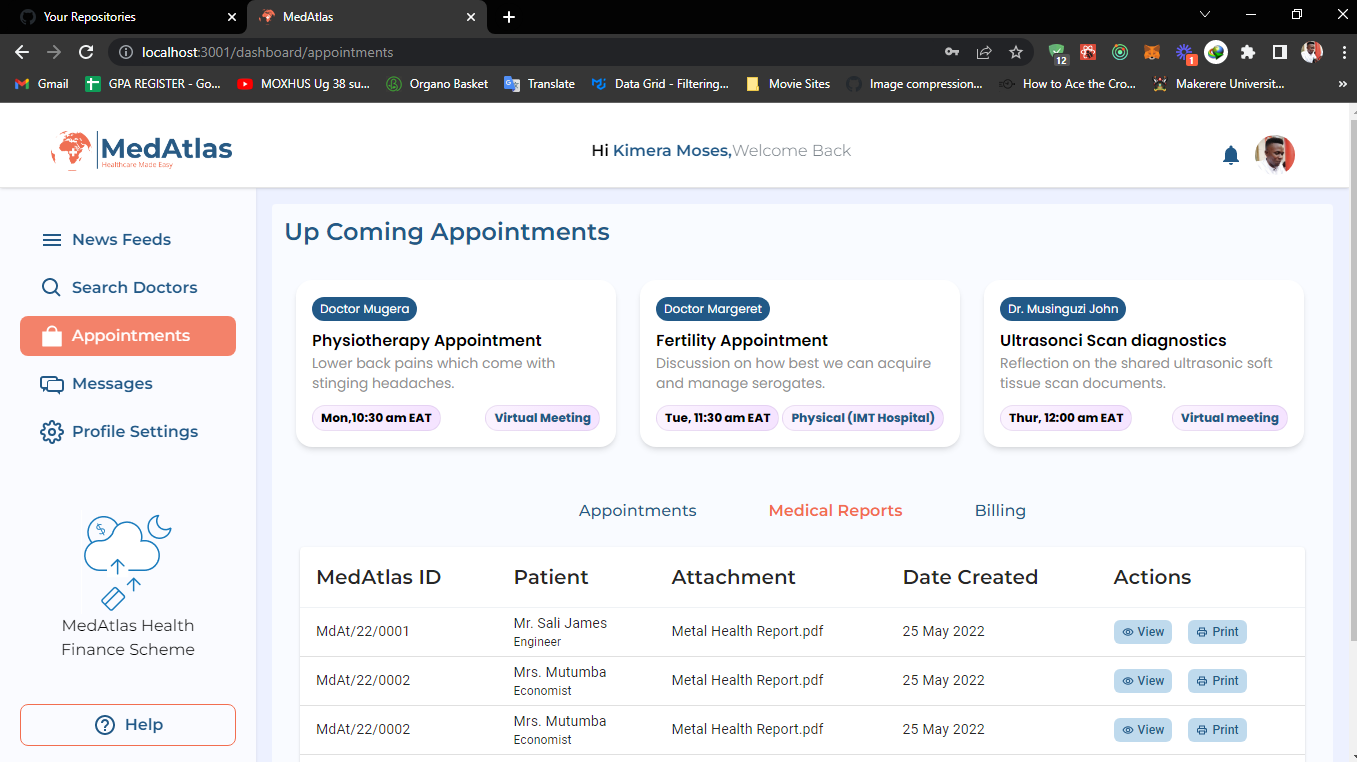 Your Repositories
MedAtlas
localhost:3001/dashboard/appointments
12
1
Gmail
GPA REGISTER - Go...
MOXHUS Ug 38 su...
Organo Basket
Translate
Data Grid - Filtering...
Movie Sites
Image compression...
How to Ace the Cro...
Makerere Universit...
»
MedAtlas
Healthcare Made Easy
Hi Kimera Moses,Welcome Back
News Feeds
Search Doctors
Appointments
Messages
Profile Settings
MedAtlas Health
Finance Scheme
Help
Up Coming Appointments
Doctor Mugera
Physiotherapy Appointment
Lower back pains which come with
stinging headaches.
Mon,10:30 am EAT
Virtual Meeting
Doctor Margeret
Fertility Appointment
Discussion on how best we can acquire
and manage serogates.
Tue, 11:30 am EAT
Physical (IMT Hospital)
Dr. Musinguzi John
Ultrasonci Scan diagnostics
Reflection on the shared ultrasonic soft
tissue scan documents.
Thur, 12:00 am EAT
Virtual meeting
Appointments Medical Reports Billing
MedAtlas ID Patient Attachment Date Created Actions
MdAt/22/0001 Mr. Sali James Metal Health Report.pdf 25 May 2022 View Print
Engineer
MdAt/22/0002 Mrs. Mutumba Metal Health Report.pdf 25 May 2022 View Print
Economist
MdAt/22/0002 Mrs. Mutumba Metal Health Report.pdf 25 May 2022 View Print
Economist